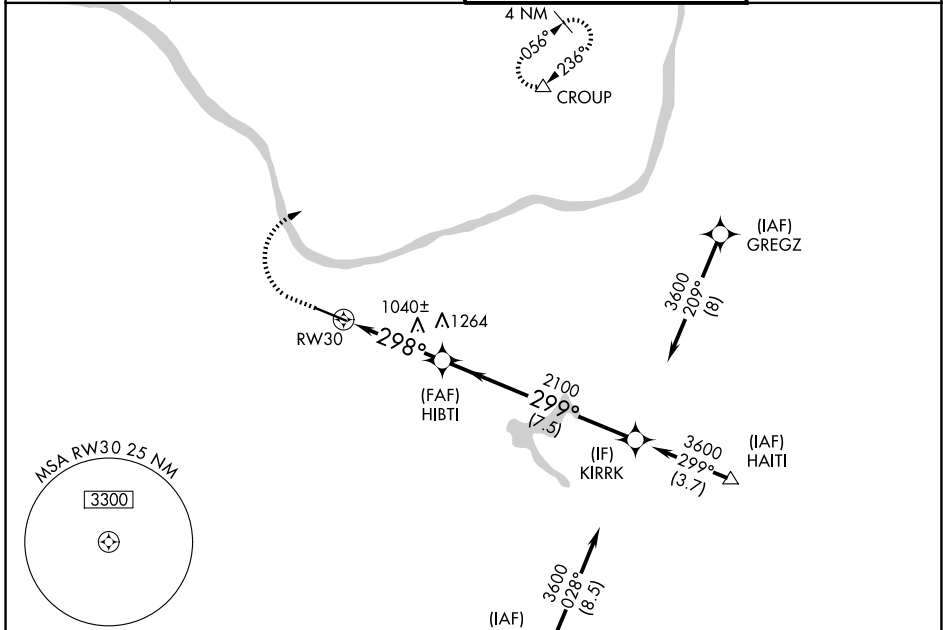 4 NM
056°
236°
CROUP
(IAF)
GREGZ
3600
209°
(8)
1040±
1264
RW30
298°
(FAF)
HIBTI
2100
299°
(7.5)
(IF)
KIRRK
3600
299°
(3.7)
(IAF)
HAITI
MSA RW30 25 NM
3300
3600
028°
(8.5)
(IAF)